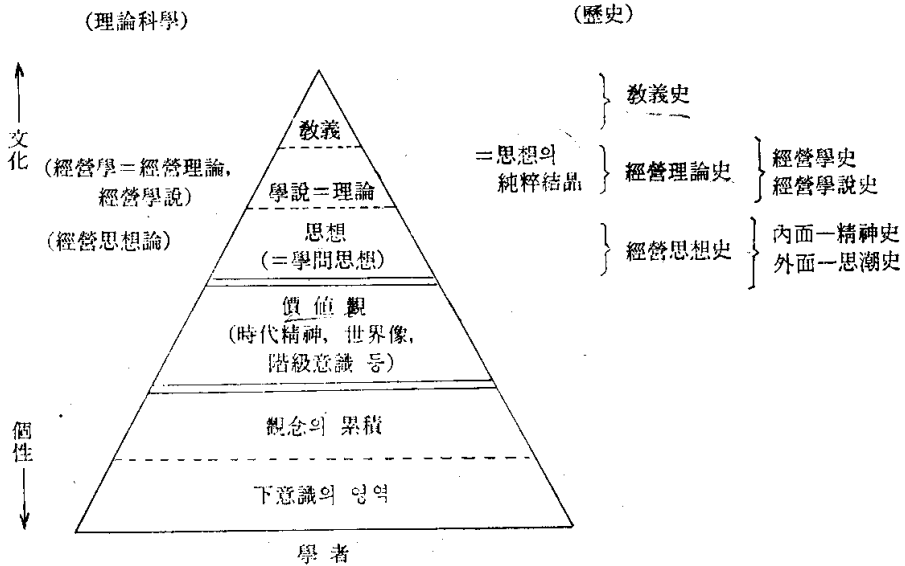 (理論科學)
(歷史)
文化
敎義
敎義史
(經營學＝經營理論,
經營學說)
學說＝理論
＝思想의
純粹結晶
經營理論史
經營學史
經營學說史
(經營思想論)
思想
(＝學問思想)
經營思想史
內面—精神史
外面—思潮史
價値觀
(時代精神, 世界像,
階級意識 등)
個性
觀念의 累積
下意識의 영역
學者